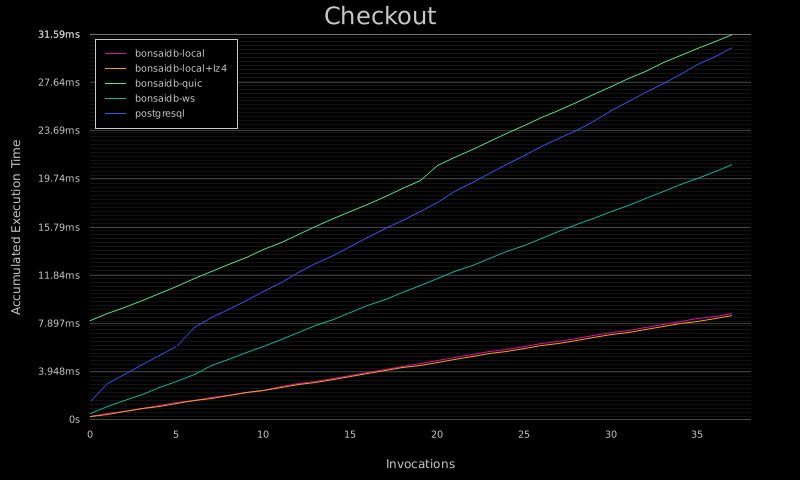 Checkout
31.59ms
27.64ms
23.69ms
19.74ms
15.79ms
11.84ms
7.897ms
3.948ms
0s
bonsaidb-local
bonsaidb-local+lz4
bonsaidb-quic
bonsaidb-ws
postgresql
Accumulated Execution Time
0 5 10 15 20 25 30 35
Invocations